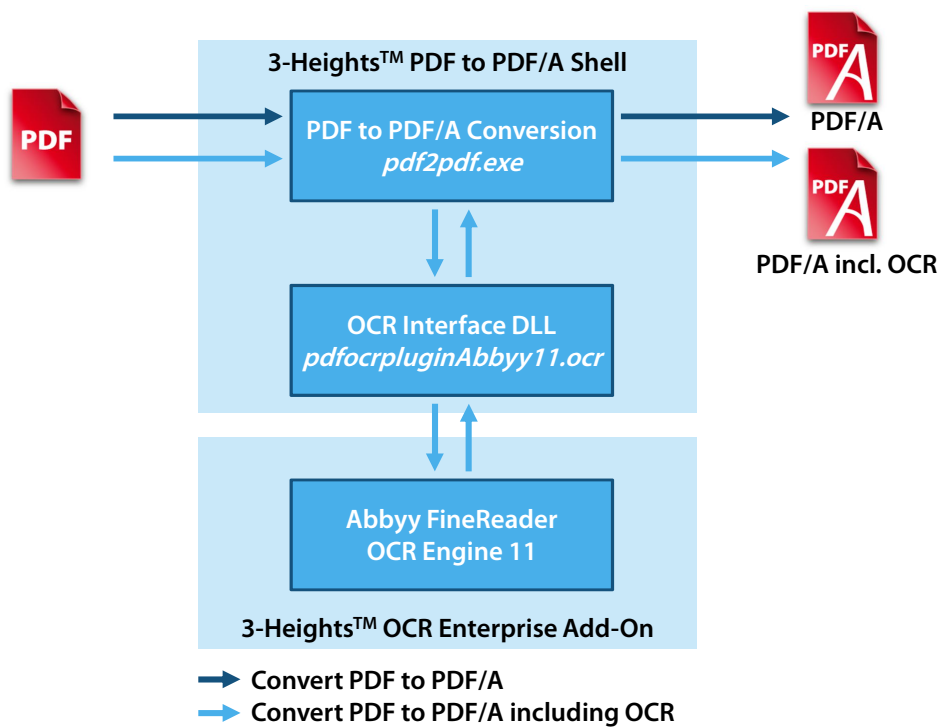 3-Heights™ PDF to PDF/A Shell
PDF
PDF to PDF/A Conversion
pdf2pdf.exe
PDF
A
PDF/A
PDF
A
PDF/A incl. OCR
OCR Interface DLL
pdfocrpluginAbbyy11.ocr
Abbyy FineReader
OCR Engine 11
3-Heights™ OCR Enterprise Add-On
Convert PDF to PDF/A
Convert PDF to PDF/A including OCR